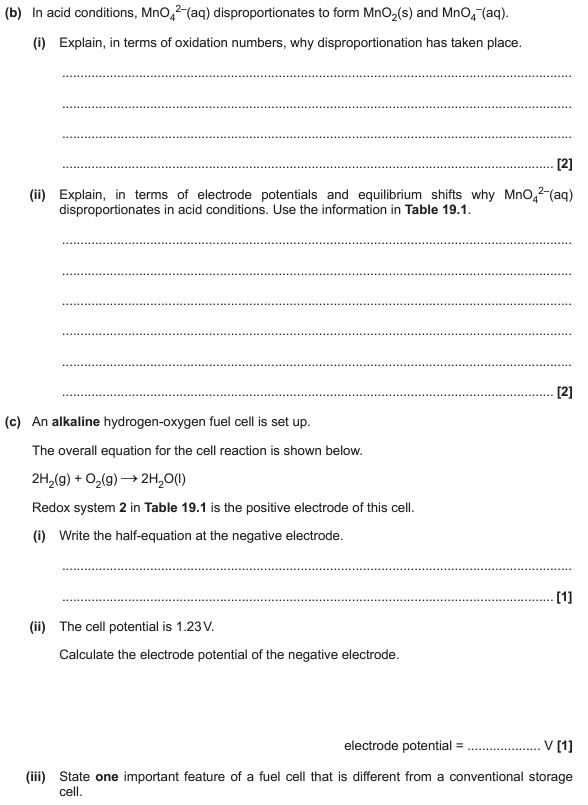 (b) In acid conditions, MnO₄²⁻(aq) disproportionates to form MnO₂(s) and MnO₄⁻(aq).
(i) Explain, in terms of oxidation numbers, why disproportionation has taken place.
[2]
(ii) Explain, in terms of electrode potentials and equilibrium shifts why MnO₄²⁻(aq)
disproportionates in acid conditions. Use the information in Table 19.1.
[2]
(c) An alkaline hydrogen-oxygen fuel cell is set up.
The overall equation for the cell reaction is shown below.
2H₂(g) + O₂(g) → 2H₂O(l)
Redox system 2 in Table 19.1 is the positive electrode of this cell.
(i) Write the half-equation at the negative electrode.
[1]
(ii) The cell potential is 1.23 V.
Calculate the electrode potential of the negative electrode.
electrode potential = .................... V [1]
(iii) State one important feature of a fuel cell that is different from a conventional storage
cell.